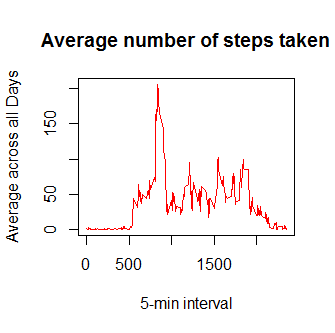 Average number of steps taken
Average across all Days
150
50
0
0
500
1500
5-min interval